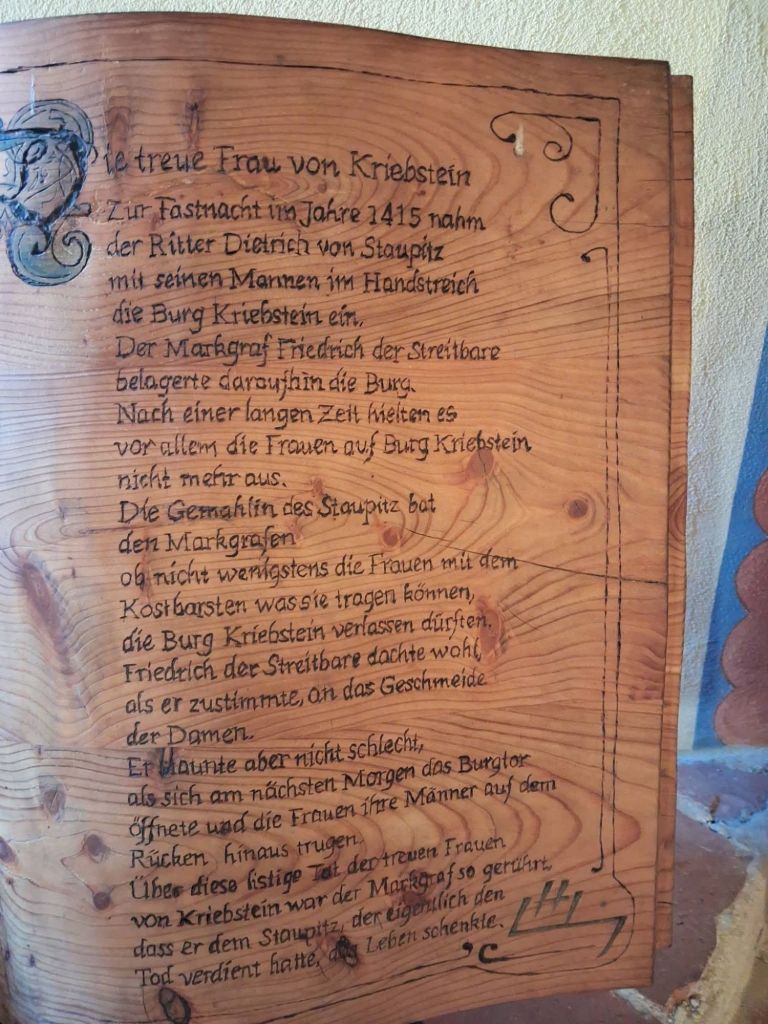 Die treue Frau von Kriebstein
Zur Fastnacht im Jahre 1415 nahm
der Ritter Dietrich von Staupitz
mit seinen Mannen im Handstreich
die Burg Kriebstein ein.
Der Markgraf Friedrich der Streitbare
belagerte daraufhin die Burg.
Nach einer langen Zeit hielten es
vor allem die Frauen auf Burg Kriebstein
nicht mehr aus.
Die Gemahlin des Staupitz bat
den Markgrafen
ob nicht wenigstens die Frauen mit dem
Kostbarsten was sie tragen können,
die Burg Kriebstein verlassen dürften.
Friedrich der Streitbare dachte wohl,
als er zustimmte, an das Geschmeide
der Damen.
Er staunte aber nicht schlecht,
als sich am nächsten Morgen das Burgtor
öffnete und die Frauen ihre Männer auf dem
Rücken hinaus trugen.
Über diese listige Tat der treuen Frauen
von Kriebstein war der Markgraf so gerührt,
dass er dem Staupitz, der eigentlich den
Tod verdient hatte, das Leben schenkte.